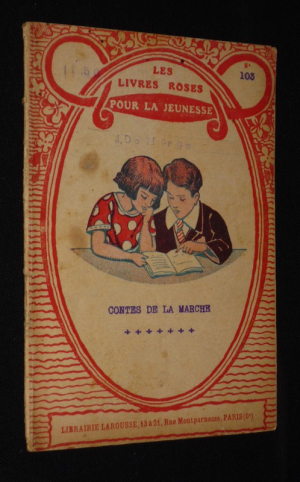 LES
LIVRES ROSES
POUR LA JEUNESSE
N°
103
CONTES DE LA MARCHE
+++++++
LIBRAIRIE LAROUSSE, 13 à 21, Rue Montparnasse, PARIS (6e)